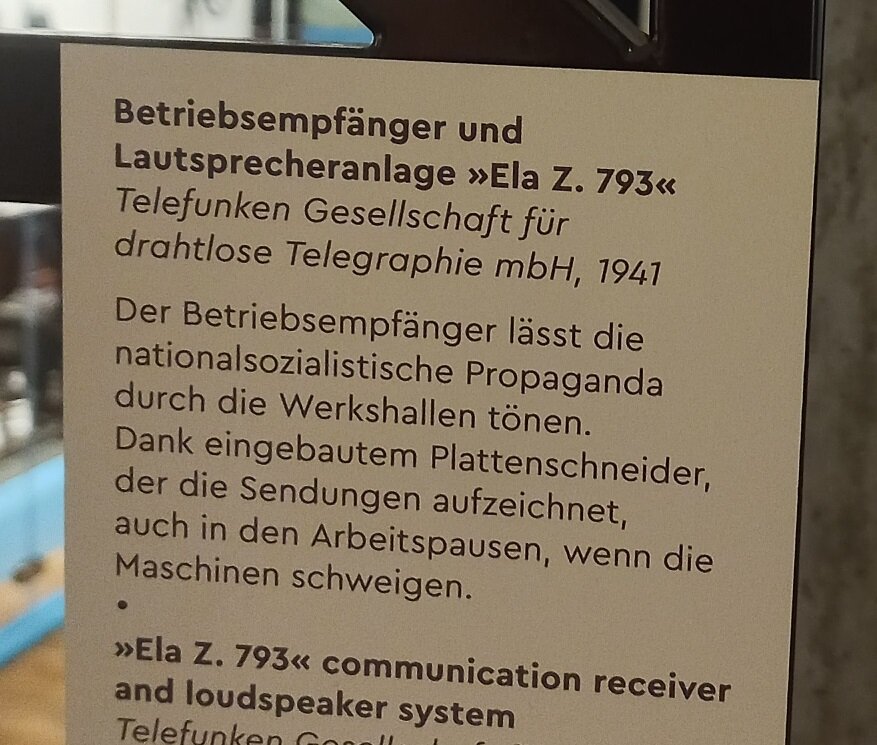 Betriebsempfänger und
Lautsprecheranlage »Ela Z. 793«
Telefunken Gesellschaft für
drahtlose Telegraphie mbH, 1941
Der Betriebsempfänger lässt die
nationalsozialistische Propaganda
durch die Werkshallen tönen.
Dank eingebautem Plattenschneider,
der die Sendungen aufzeichnet,
auch in den Arbeitspausen, wenn die
Maschinen schweigen.
•
»Ela Z. 793« communication receiver
and loudspeaker system
Telefunken